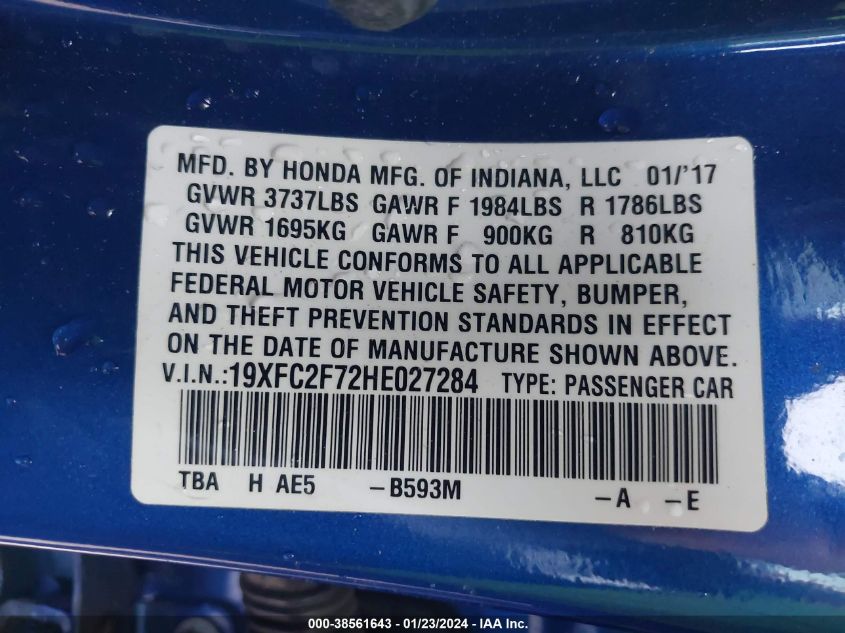 MFD. BY HONDA MFG. OF INDIANA, LLC 01/'17
GVWR 3737LBS GAWR F 1984LBS R 1786LBS
GVWR 1695KG GAWR F 900KG R 810KG
THIS VEHICLE CONFORMS TO ALL APPLICABLE
FEDERAL MOTOR VEHICLE SAFETY, BUMPER,
AND THEFT PREVENTION STANDARDS IN EFFECT
ON THE DATE OF MANUFACTURE SHOWN ABOVE.
V.I.N.:19XFC2F72HE027284 TYPE: PASSENGER CAR
TBA H AE5 -B593M -A -E
000-38561643 - 01/23/2024 - IAA Inc.